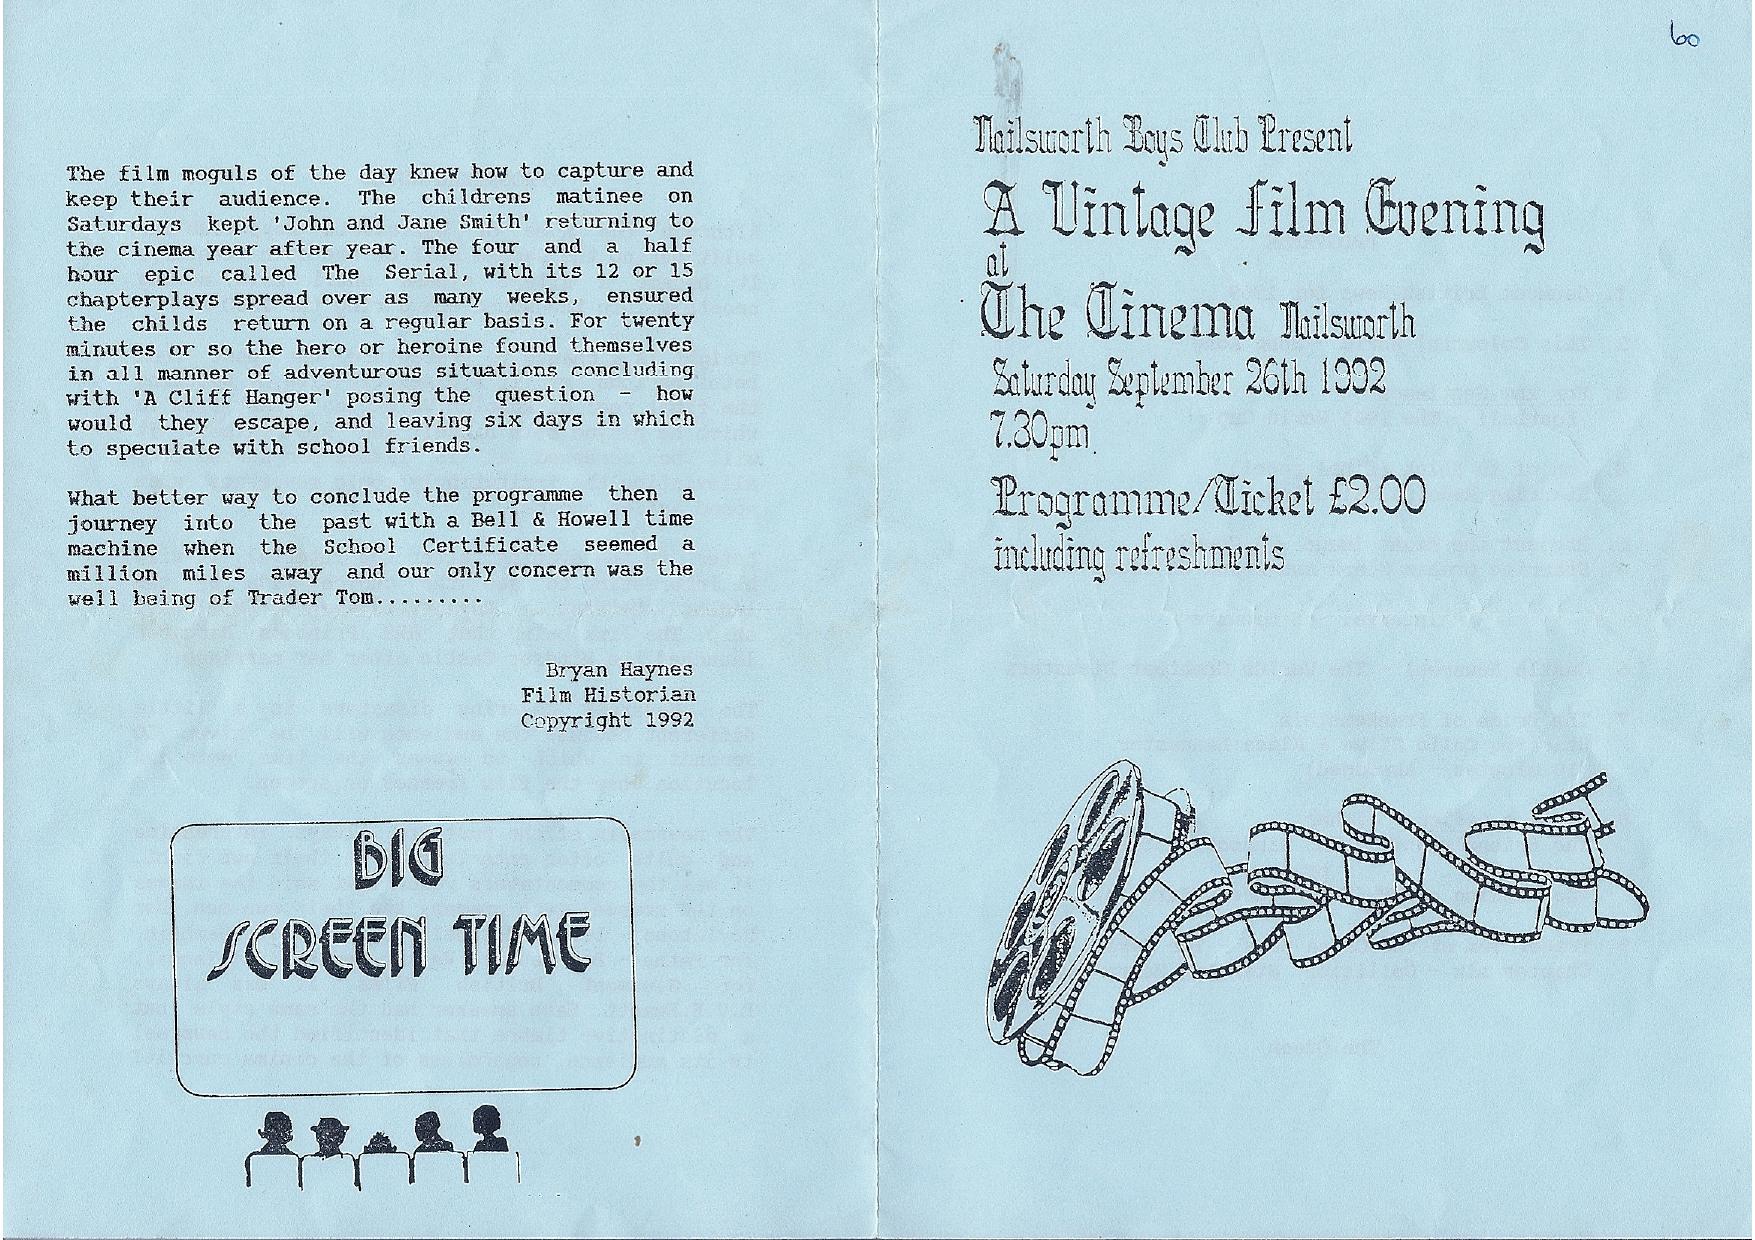 The film moguls of the day knew how to capture and
keep their audience. The childrens matinee on
Saturdays kept 'John and Jane Smith' returning to
the cinema year after year. The four and a half
hour epic called The Serial, with its 12 or 15
chapterplays spread over as many weeks, ensured
the childs return on a regular basis. For twenty
minutes or so the hero or heroine found themselves
in all manner of adventurous situations concluding
with 'A Cliff Hanger' posing the question - how
would they escape, and leaving six days in which
to speculate with school friends.
What better way to conclude the programme then a
journey into the past with a Bell & Howell time
machine when the School Certificate seemed a
million miles away and our only concern was the
well being of Trader Tom.........
Bryan Haynes
Film Historian
Copyright 1992
BIG
SCREEN TIME
60
Nailsworth Boys Club Present
A Vintage Film Evening
at
The Cinema Nailsworth
Saturday September 26th 1992
7.30pm.
Programme/Ticket £2.00
including refreshments